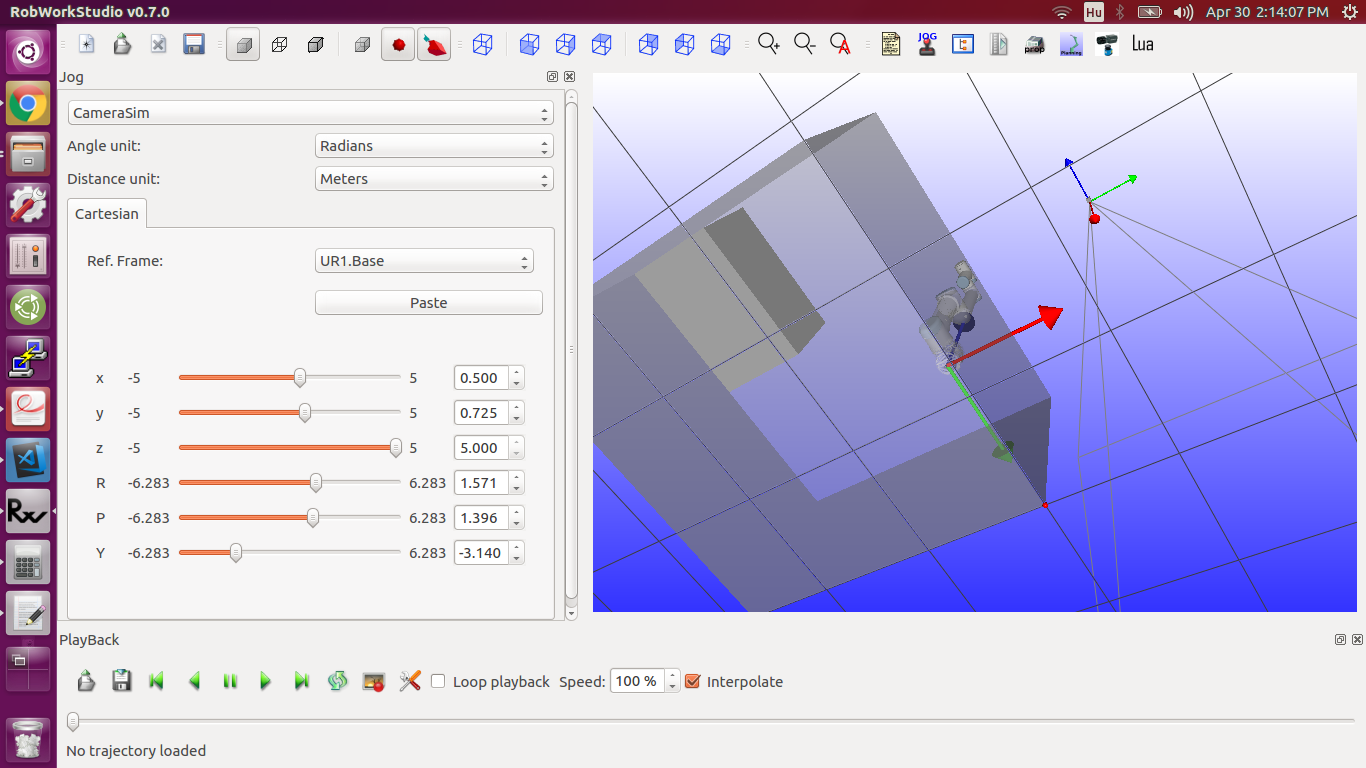 RobWorkStudio v0.7.0
Hu
Apr 30 2:14:07 PM
JOG
prop
Planning
Lua
Jog
CameraSim
Angle unit: Radians
Distance unit: Meters
Cartesian
Ref. Frame: UR1.Base
Paste
x -5 5 0.500
y -5 5 0.725
z -5 5 5.000
R -6.283 6.283 1.571
P -6.283 6.283 1.396
Y -6.283 6.283 -3.140
PlayBack
Loop playback Speed: 100 % Interpolate
No trajectory loaded